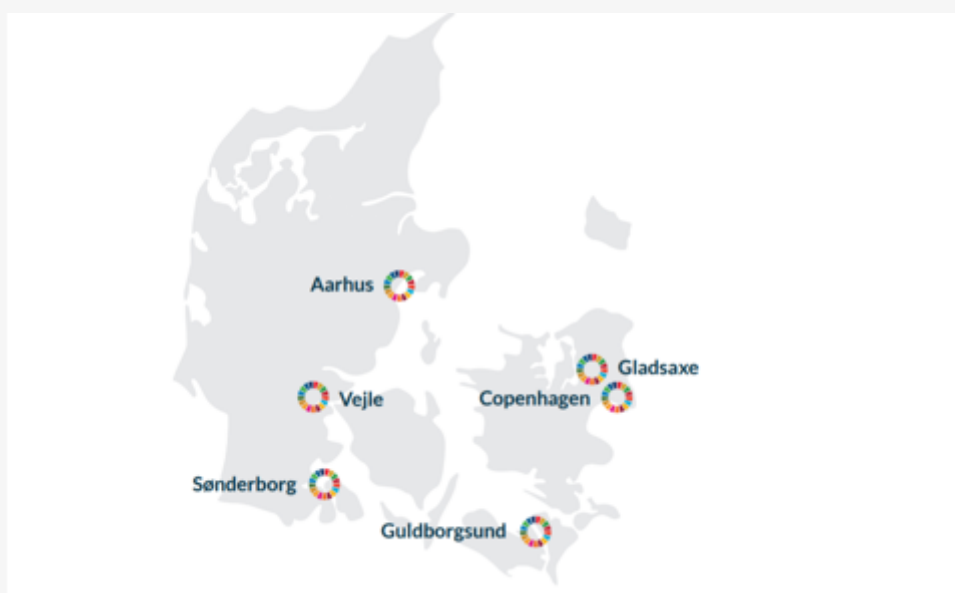 Aarhus
Gladsaxe
Vejle
Copenhagen
Sønderborg
Guldborgsund